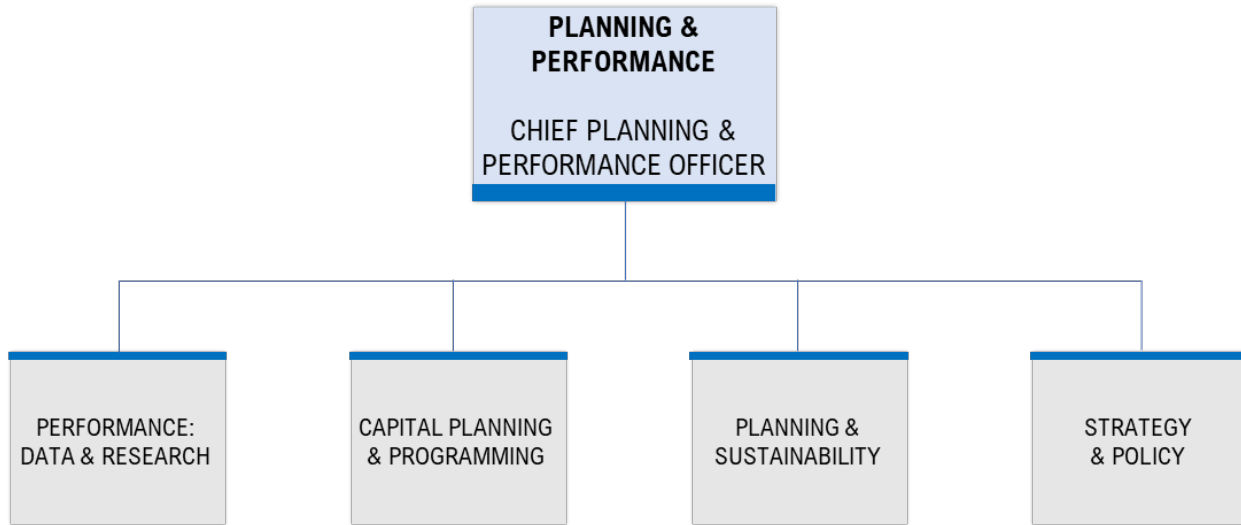 PLANNING &
PERFORMANCE
CHIEF PLANNING &
PERFORMANCE OFFICER
PERFORMANCE:
DATA & RESEARCH
CAPITAL PLANNING
& PROGRAMMING
PLANNING &
SUSTAINABILITY
STRATEGY
& POLICY